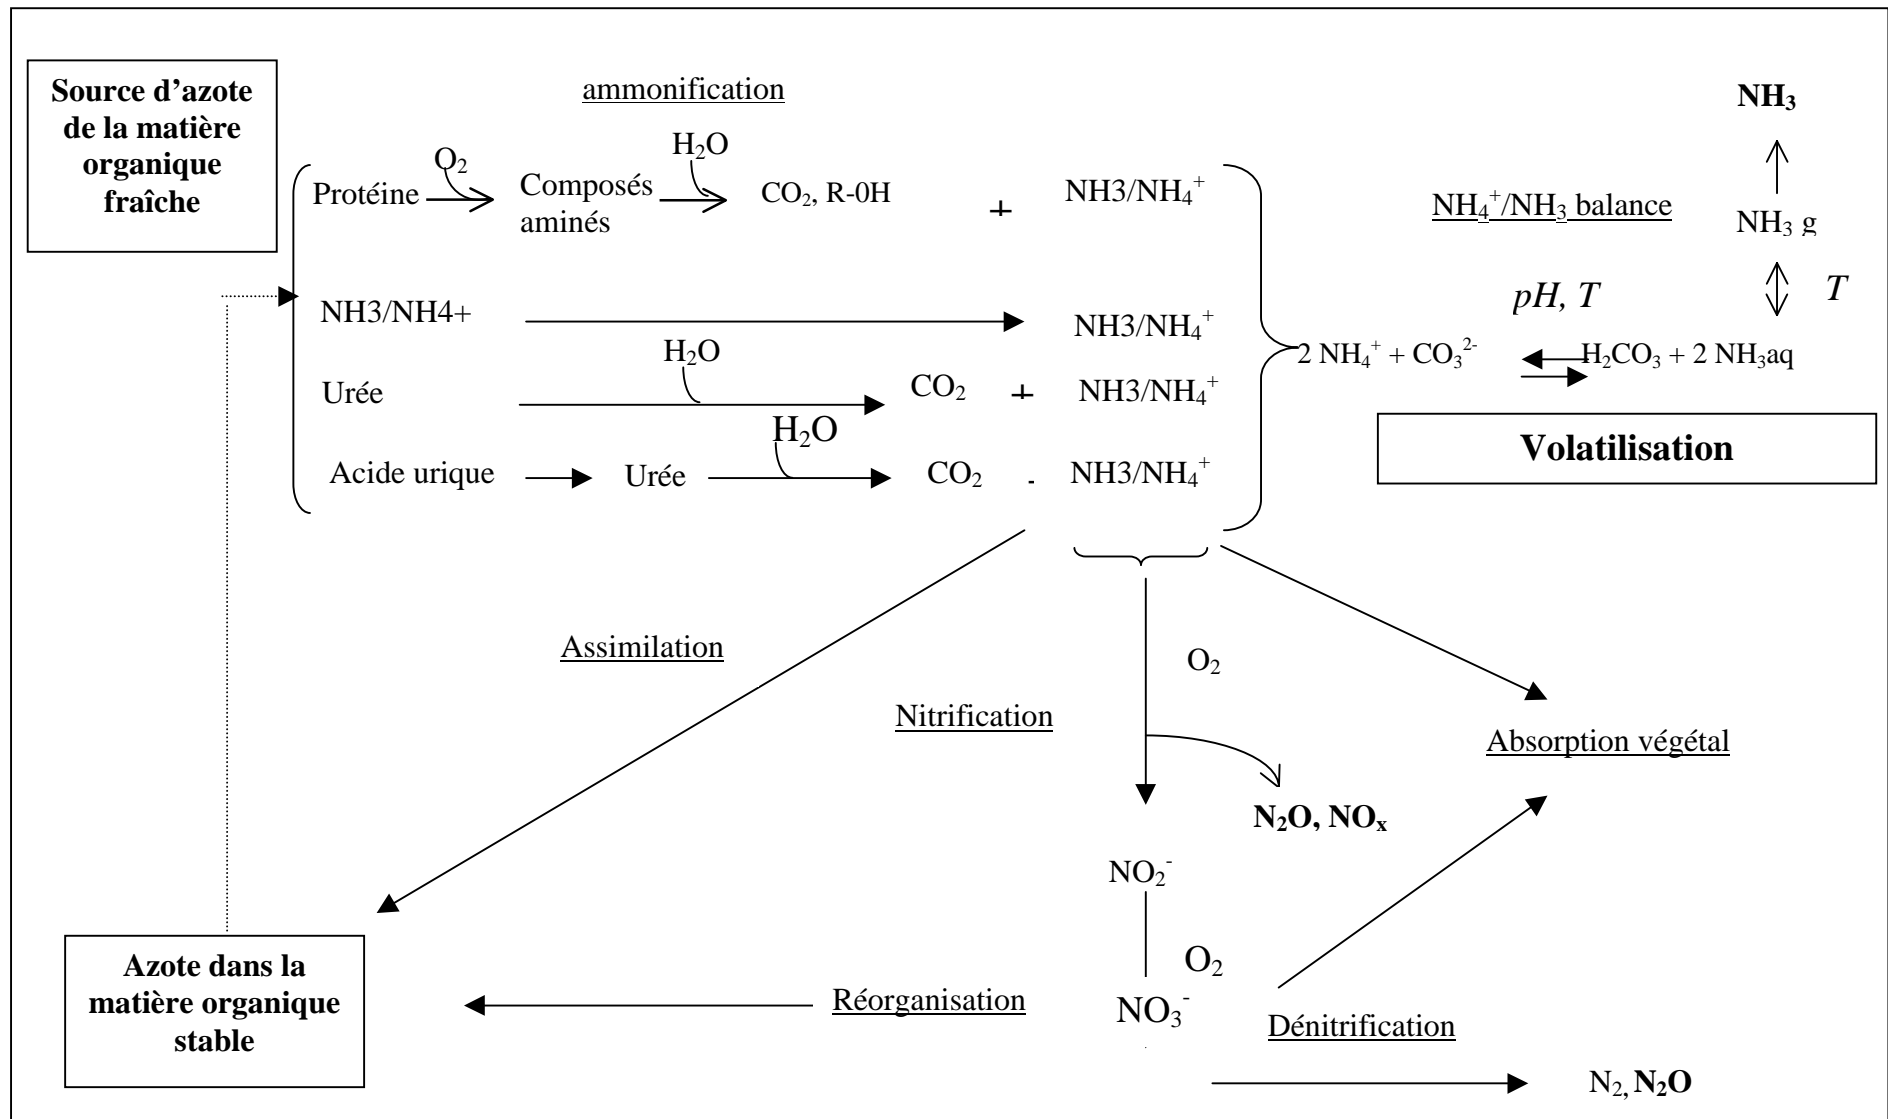 Source d’azote
de la matière
organique
fraîche
ammonification
Protéine
O₂
Composés
aminés
H₂O
CO₂, R-0H
+
NH3/NH₄⁺
NH3/NH4+
NH3/NH₄⁺
Urée
H₂O
CO₂
+
NH3/NH₄⁺
Acide urique
Urée
H₂O
CO₂
-
NH3/NH₄⁺
NH₃
NH₄⁺/NH₃ balance
NH₃ g
pH, T
T
2 NH₄⁺ + CO₃²⁻
H₂CO₃ + 2 NH₃aq
Volatilisation
Assimilation
Nitrification
O₂
N₂O, NOₓ
Absorption végétal
NO₂⁻
O₂
NO₃⁻
Réorganisation
Dénitrification
N₂, N₂O
Azote dans la
matière organique
stable